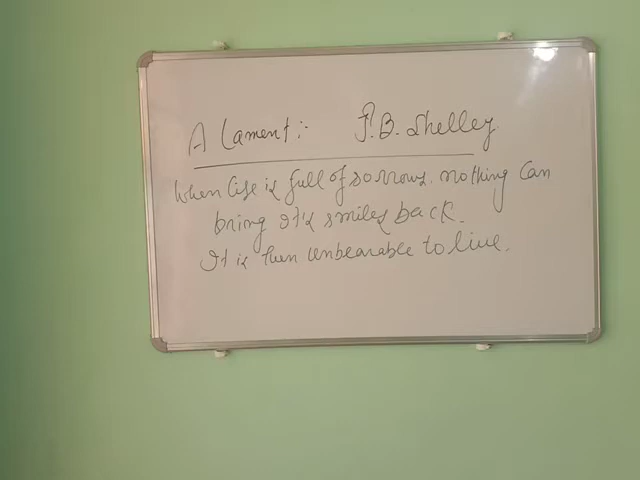 A Lament:- P.B. Shelley
When life is full of sorrows, nothing can
bring it's smiles back.
It is then unbearable to live.